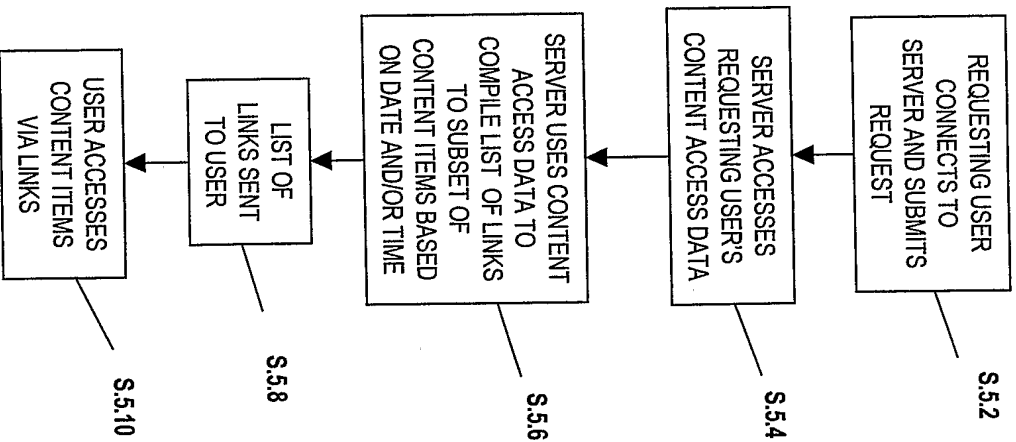 REQUESTING USER
CONNECTS TO
SERVER AND SUBMITS
REQUEST
S.5.2
SERVER ACCESSES
REQUESTING USER'S
CONTENT ACCESS DATA
S.5.4
SERVER USES CONTENT
ACCESS DATA TO
COMPILE LIST OF LINKS
TO SUBSET OF
CONTENT ITEMS BASED
ON DATE AND/OR TIME
S.5.6
LIST OF
LINKS SENT
TO USER
S.5.8
USER ACCESSES
CONTENT ITEMS
VIA LINKS
S.5.10